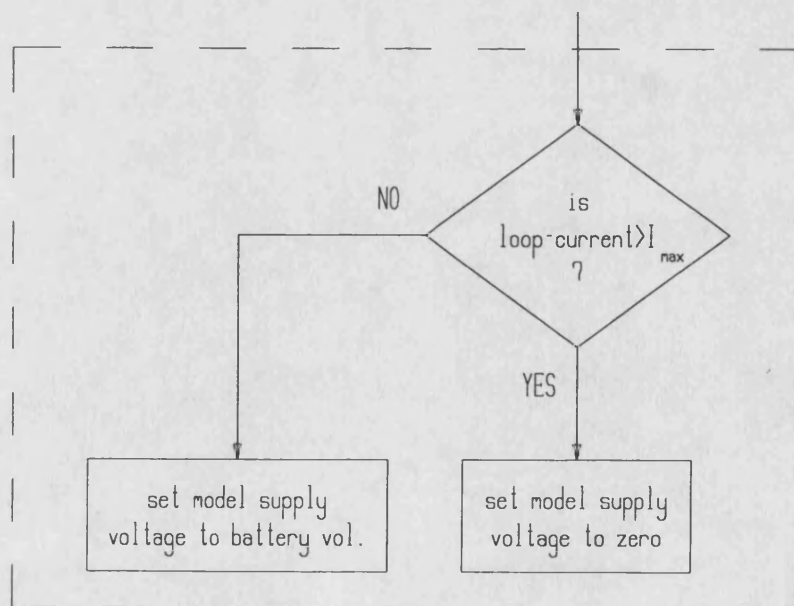 NO
is
loop-current>I
max
?
YES
set model supply
voltage to battery vol.
set model supply
voltage to zero